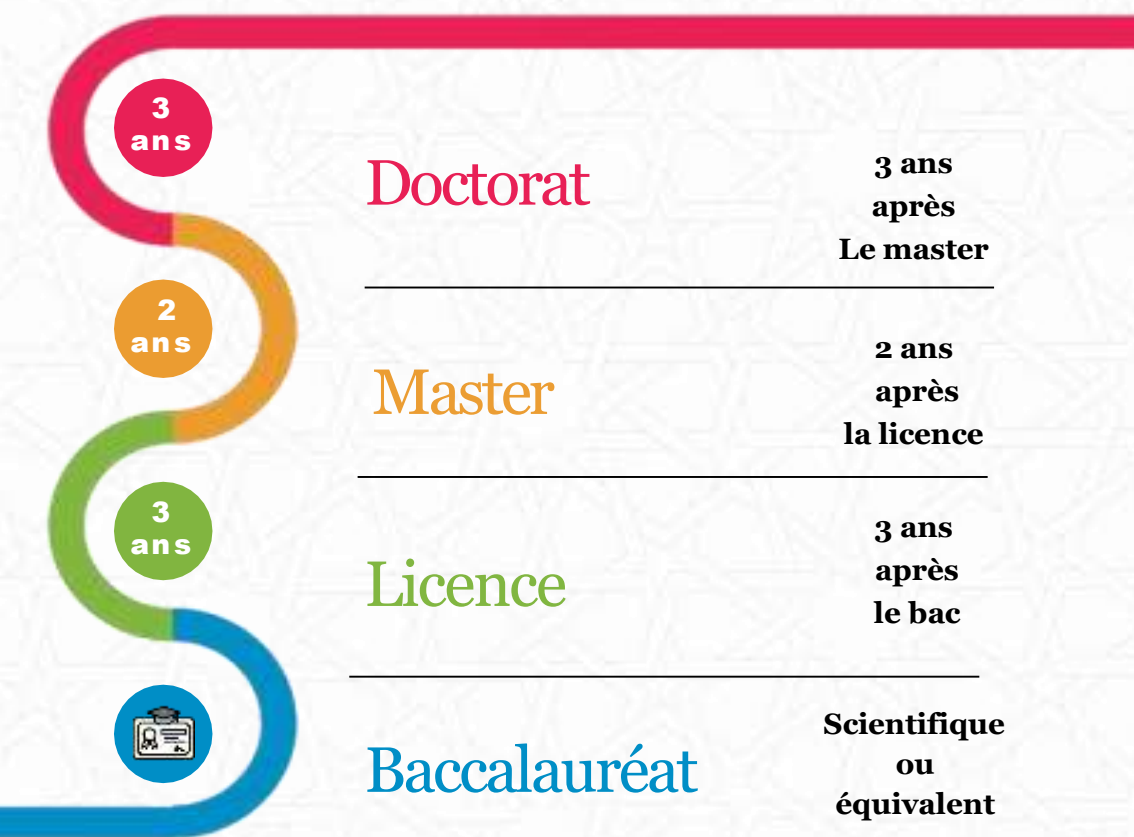 3
ans
Doctorat
3 ans
après
Le master
2
ans
Master
2 ans
après
la licence
3
ans
Licence
3 ans
après
le bac
Baccalauréat
Scientifique
ou
équivalent